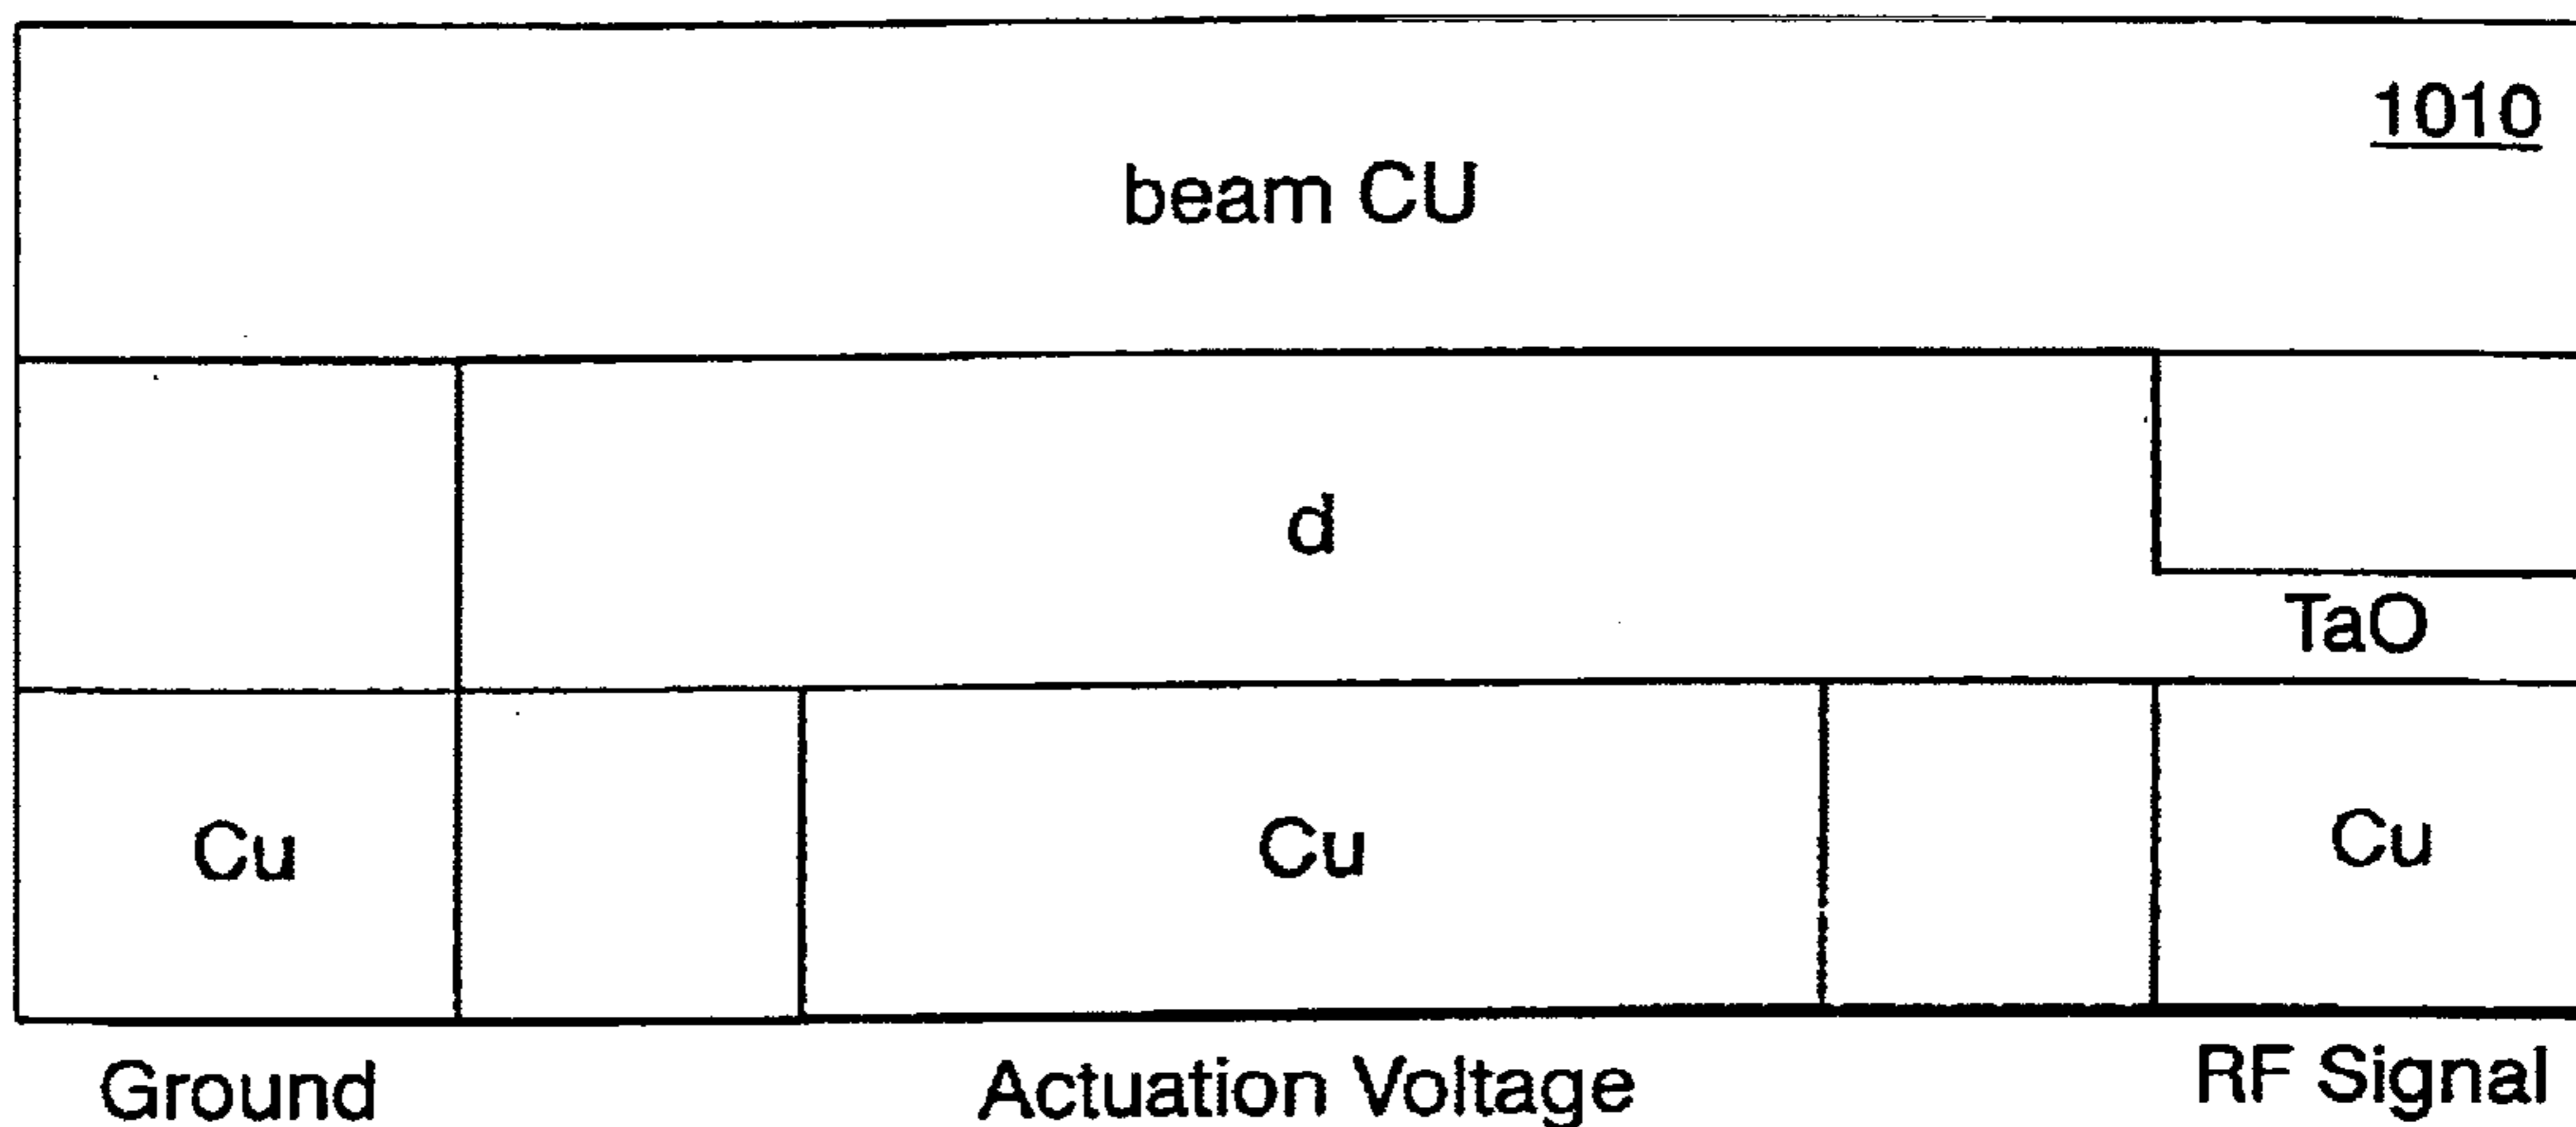 1010
beam CU
d
TaO
Cu Cu Cu
Ground Actuation Voltage RF Signal